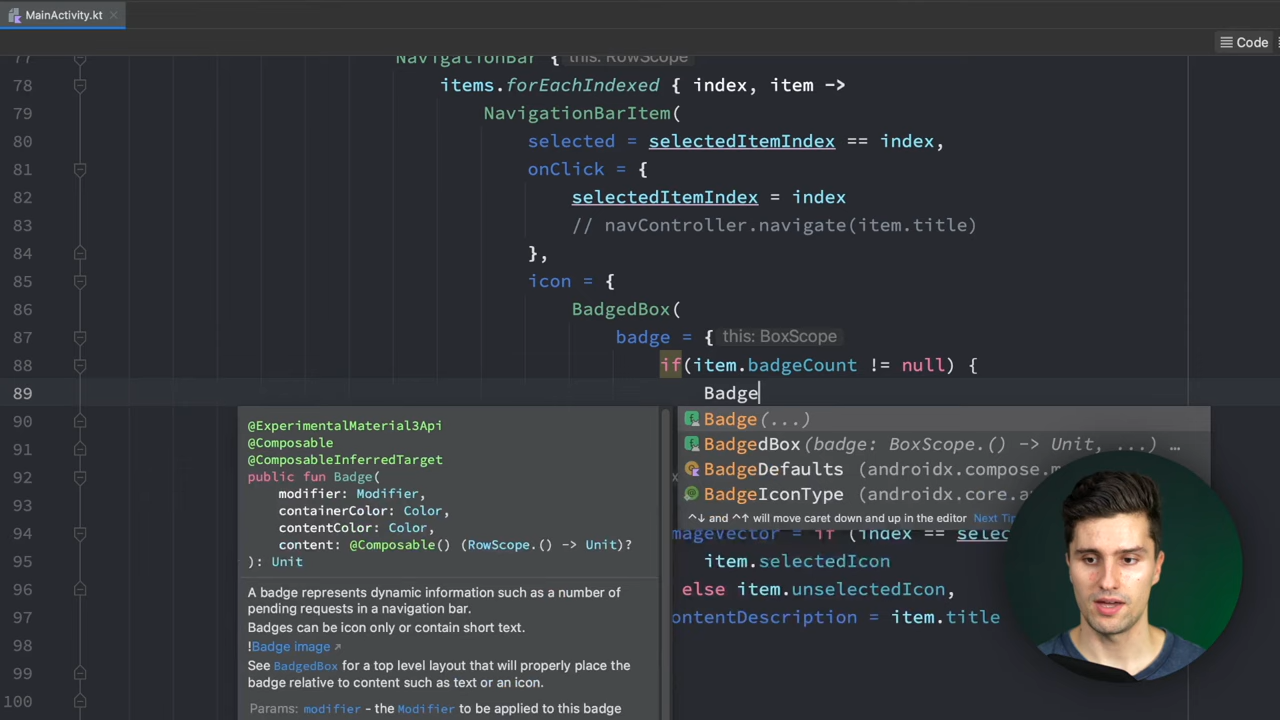 MainActivity.kt
Code
77 NavigationBar { this: RowScope
78 items.forEachIndexed { index, item ->
79 NavigationBarItem(
80 selected = selectedItemIndex == index,
81 onClick = {
82 selectedItemIndex = index
83 // navController.navigate(item.title)
84 },
85 icon = {
86 BadgedBox(
87 badge = { this: BoxScope
88 if(item.badgeCount != null) {
89 Badge
90
91
92
93
94 mageVector = if (index == selec
95 item.selectedIcon
96 else item.unselectedIcon,
97 ontentDescription = item.title
98
99
100
@ExperimentalMaterial3Api
@Composable
@ComposableInferredTarget
public fun Badge(
modifier: Modifier,
containerColor: Color,
contentColor: Color,
content: @Composable() (RowScope.() -> Unit)?
): Unit
A badge represents dynamic information such as a number of
pending requests in a navigation bar.
Badges can be icon only or contain short text.
!Badge image ↗
See BadgedBox for a top level layout that will properly place the
badge relative to content such as text or an icon.
Params: modifier - the Modifier to be applied to this badge
Badge(...)
BadgedBox(badge: BoxScope.() -> Unit, ...) …
BadgeDefaults (androidx.compose.m
BadgeIconType (androidx.core.a
^↓ and ^↑ will move caret down and up in the editor Next Tip